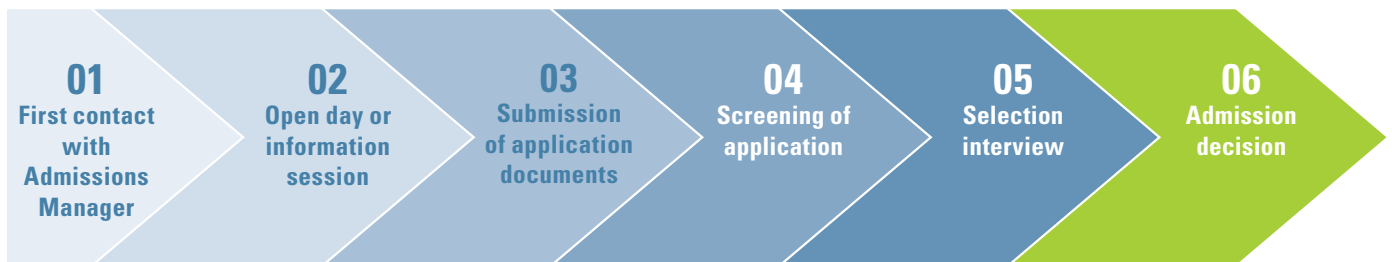 01
First contact
with
Admissions
Manager
02
Open day or
information
session
03
Submission
of application
documents
04
Screening of
application
05
Selection
interview
06
Admission
decision